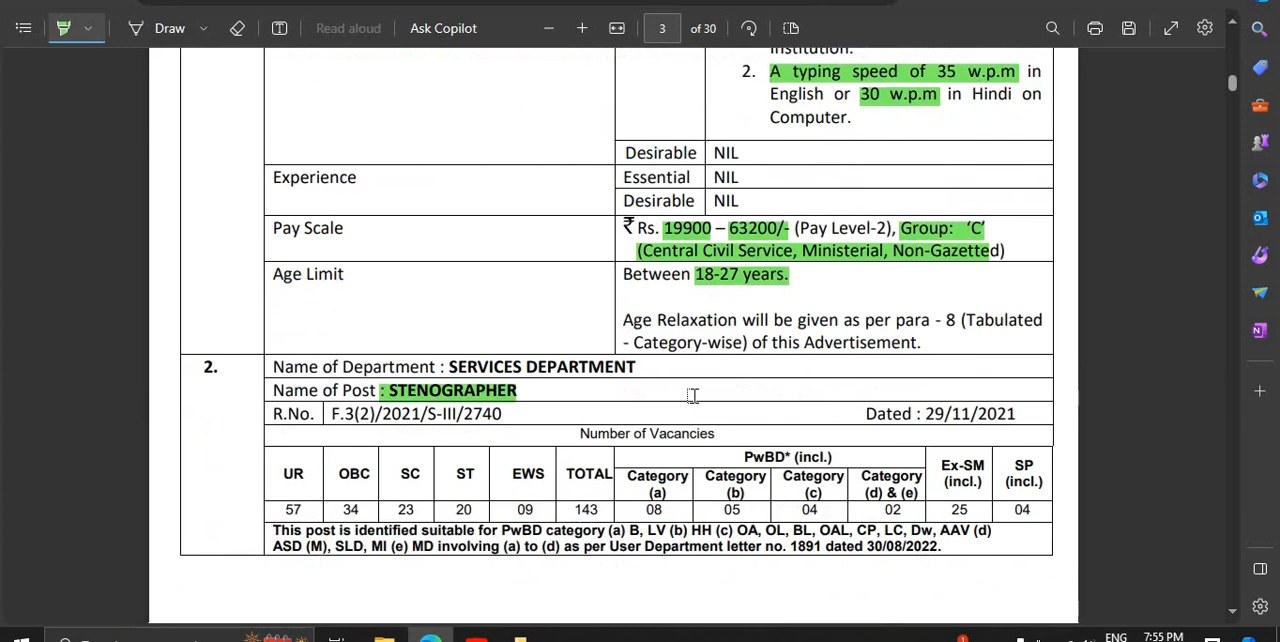 Draw
Read aloud
Ask Copilot
3
of 30
Institution.
2. A typing speed of 35 w.p.m in
English or 30 w.p.m in Hindi on
Computer.
Desirable NIL
Experience Essential NIL
Desirable NIL
Pay Scale ₹ Rs. 19900 – 63200/- (Pay Level-2), Group: 'C'
(Central Civil Service, Ministerial, Non-Gazetted)
Age Limit Between 18-27 years.
Age Relaxation will be given as per para - 8 (Tabulated
- Category-wise) of this Advertisement.
2. Name of Department : SERVICES DEPARTMENT
Name of Post : STENOGRAPHER
R.No. F.3(2)/2021/S-III/2740 Dated : 29/11/2021
Number of Vacancies
UR OBC SC ST EWS TOTAL PwBD* (incl.) Ex-SM (incl.) SP (incl.)
Category (a) Category (b) Category (c) Category (d) & (e)
57 34 23 20 09 143 08 05 04 02 25 04
This post is identified suitable for PwBD category (a) B, LV (b) HH (c) OA, OL, BL, OAL, CP, LC, Dw, AAV (d)
ASD (M), SLD, MI (e) MD involving (a) to (d) as per User Department letter no. 1891 dated 30/08/2022.
ENG 7:55 PM